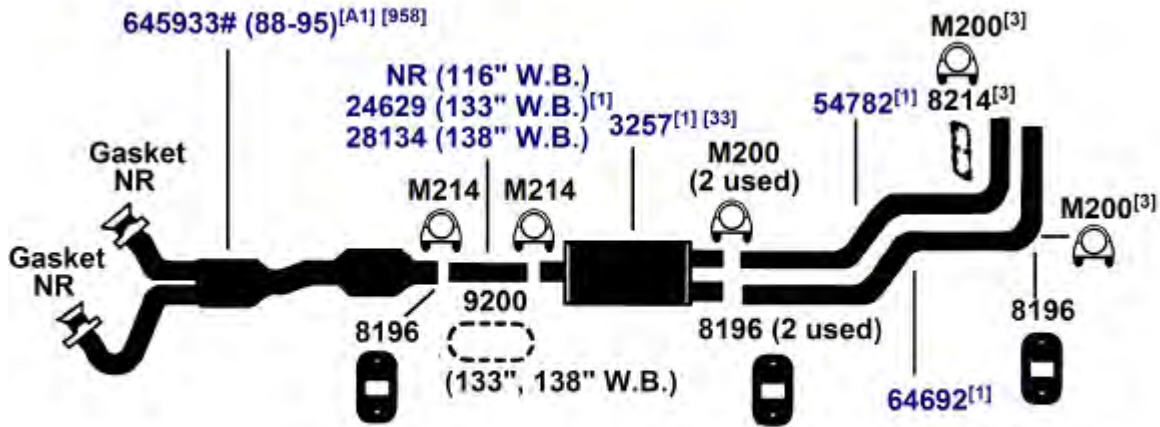 645933# (88-95)[A1] [958]
NR (116" W.B.)
24629 (133" W.B.)[1]
28134 (138" W.B.)
3257[1] [33]
M200[3]
54782[1]
8214[3]
Gasket
NR
M214
M214
M200
(2 used)
M200[3]
Gasket
NR
9200
8196
(133", 138" W.B.)
8196 (2 used)
8196
64692[1]